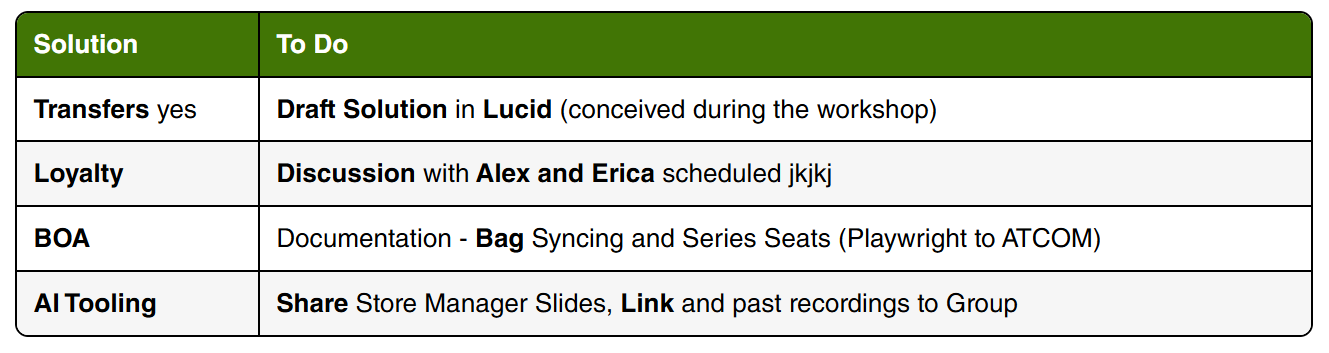 Solution To Do
Transfers yes Draft Solution in Lucid (conceived during the workshop)
Loyalty Discussion with Alex and Erica scheduled jkjkj
BOA Documentation - Bag Syncing and Series Seats (Playwright to ATCOM)
AI Tooling Share Store Manager Slides, Link and past recordings to Group